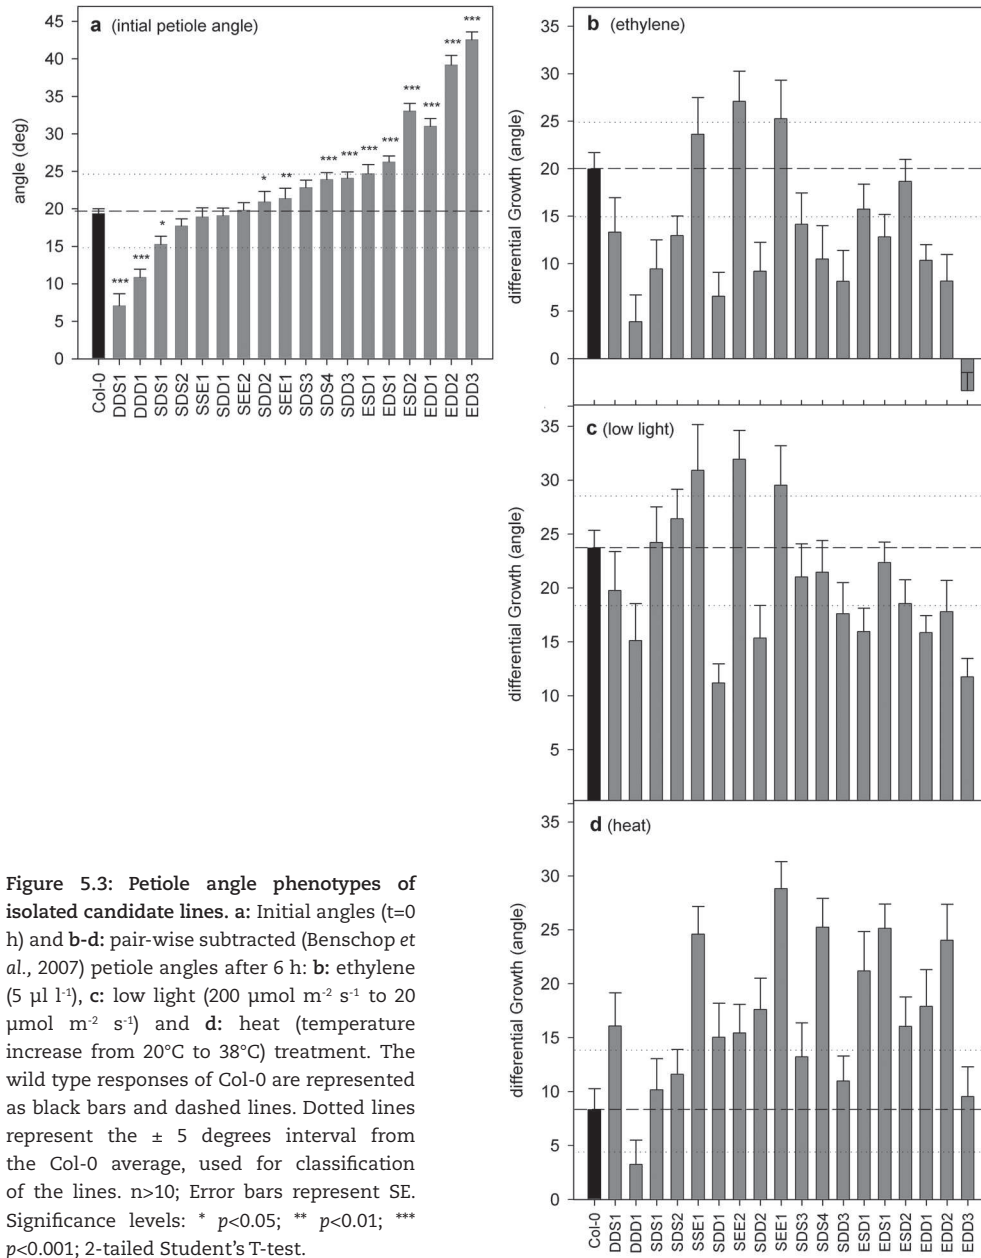 a (intial petiole angle)
angle (deg)
45
40
35
30
25
20
15
10
5
0
***
***
*
*
**
***
***
***
***
***
***
***
***
Col-0
DDS1
DDD1
SDS1
SDS2
SSE1
SDD1
SEE2
SDD2
SEE1
SDS3
SDS4
SDD3
ESD1
EDS1
ESD2
EDD1
EDD2
EDD3
b (ethylene)
differential Growth (angle)
35
30
25
20
15
10
5
0
c (low light)
differential Growth (angle)
35
30
25
20
15
10
5
d (heat)
differential Growth (angle)
35
30
25
20
15
10
5
0
Col-0
DDS1
DDD1
SDS1
SDS2
SSE1
SDD1
SEE2
SDD2
SEE1
SDS3
SDS4
SDD3
ESD1
EDS1
ESD2
EDD1
EDD2
EDD3
Figure 5.3: Petiole angle phenotypes of
isolated candidate lines. a: Initial angles (t=0
h) and b-d: pair-wise subtracted (Benschop et
al., 2007) petiole angles after 6 h: b: ethylene
(5 µl l-1), c: low light (200 µmol m-2 s-1 to 20
µmol m-2 s-1) and d: heat (temperature
increase from 20°C to 38°C) treatment. The
wild type responses of Col-0 are represented
as black bars and dashed lines. Dotted lines
represent the ± 5 degrees interval from
the Col-0 average, used for classification
of the lines. n>10; Error bars represent SE.
Significance levels: * p<0.05; ** p<0.01; ***
p<0.001; 2-tailed Student's T-test.